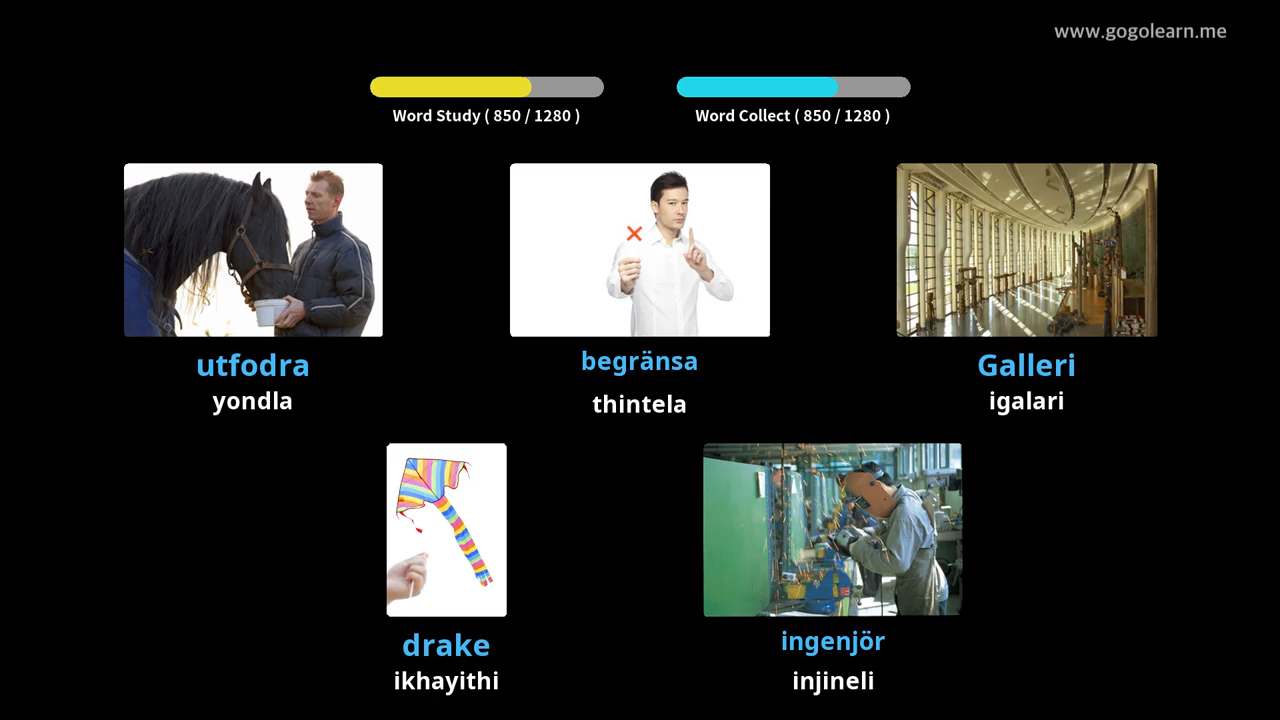 www.gogolearn.me
Word Study ( 850 / 1280 )
Word Collect ( 850 / 1280 )
utfodra
yondla
begränsa
thintela
Galleri
igalari
drake
ikhayithi
ingenjör
injineli